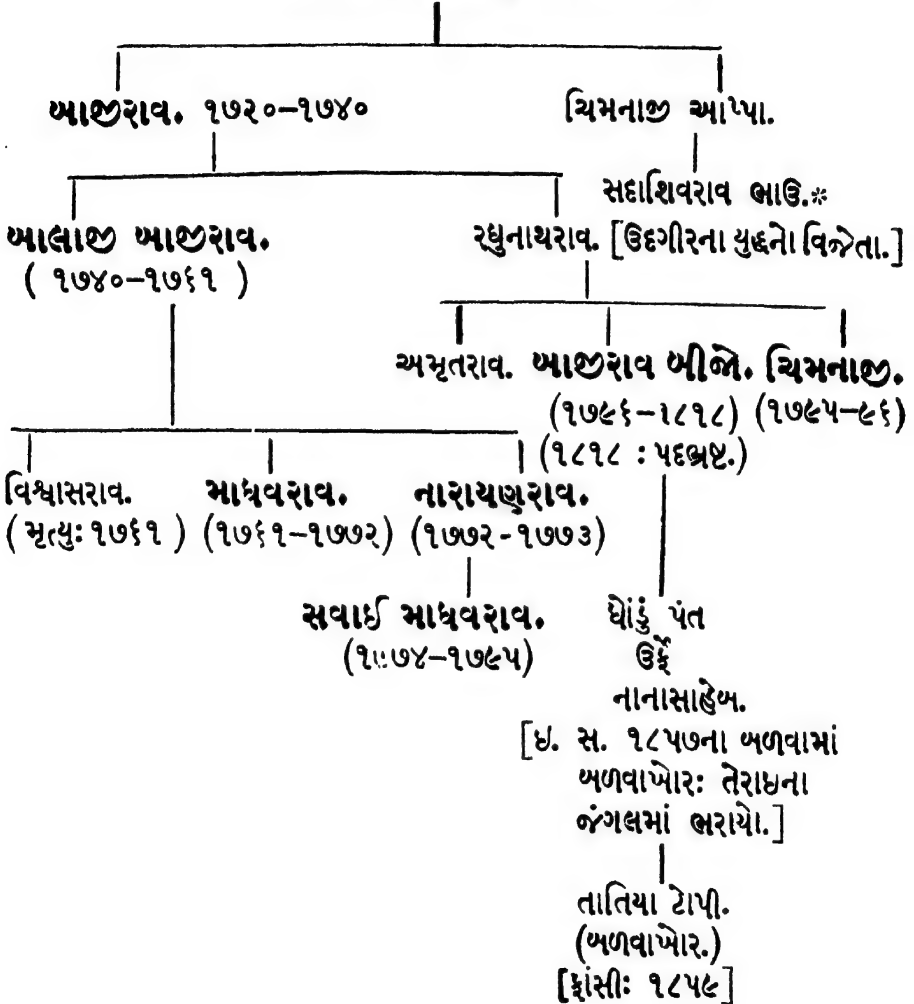 બાજીરાવ. ૧૭૨૦–૧૭૪૦ ચિમનાજી આપ્પા.
સદાશિવરાવ ભાઉ.*
બાલાજી બાજીરાવ. રઘુનાથરાવ. [ઉદગીરના યુદ્ધનો વિજેતા.]
( ૧૭૪૦–૧૭૬૧ )
અમૃતરાવ. બાજીરાવ બીજો. ચિમનાજી.
(૧૭૯૬–૧૮૧૮) (૧૭૯૫–૯૬)
(૧૮૧૮ : પદભ્રષ્ટ.)
વિશ્વાસરાવ. માધવરાવ. નારાયણરાવ.
( મૃત્યુઃ ૧૭૬૧ ) (૧૭૬૧–૧૭૭૨) (૧૭૭૨-૧૭૭૩)
સવાઈ માધવરાવ. ધોંડું પંત
(૧૭૭૪–૧૭૯૫) ઉર્ફે
નાનાસાહેબ.
[ઇ. સ. ૧૮૫૭ના બળવામાં
બળવાખોરઃ તેરાઇના
જંગલમાં ભરાયો.]
તાતિયા ટોપી.
(બળવાખોર.)
[ફાંસીઃ ૧૮૫૯]